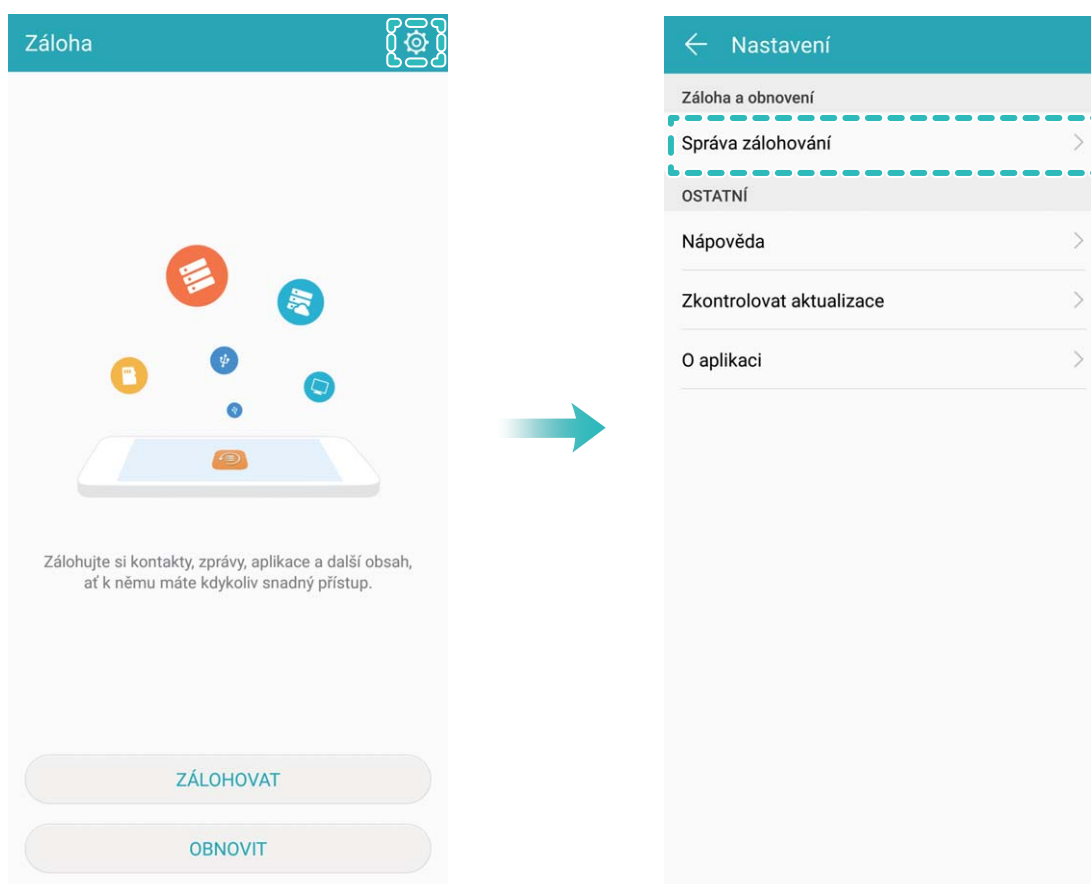 Záloha
Zálohujte si kontakty, zprávy, aplikace a další obsah,
ať k němu máte kdykoliv snadný přístup.
ZÁLOHOVAT
OBNOVIT
Nastavení
Záloha a obnovení
Správa zálohování
OSTATNÍ
Nápověda
Zkontrolovat aktualizace
O aplikaci